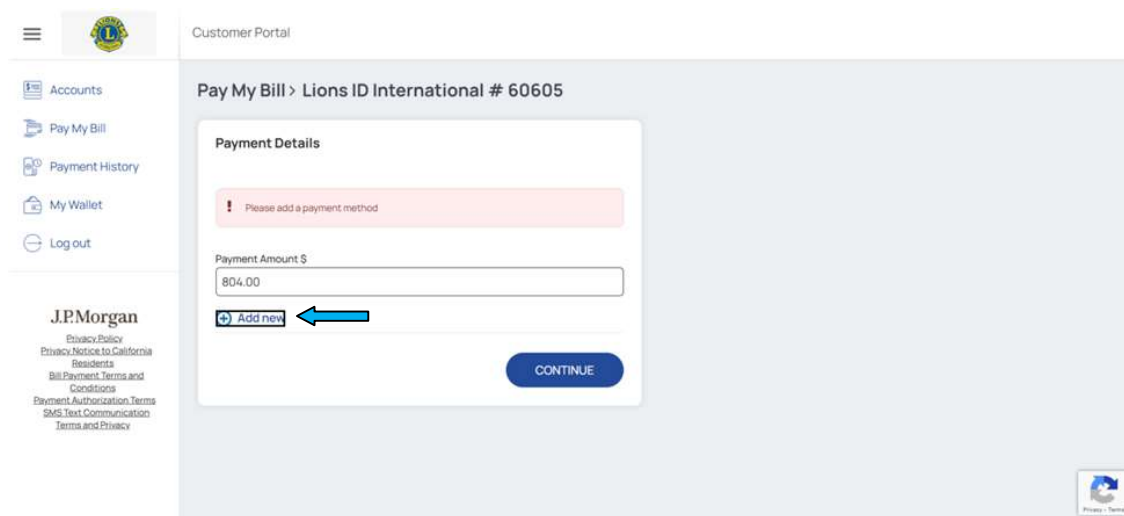 Customer Portal
Accounts
Pay My Bill
Payment History
My Wallet
Log out
J.P.Morgan
Privacy Policy
Privacy Notice to California
Residents
Bill Payment Terms and
Conditions
Payment Authorization Terms
SMS Text Communication
Terms and Privacy
Pay My Bill > Lions ID International # 60605
Payment Details
! Please add a payment method
Payment Amount $
804.00
Add new
CONTINUE
Privacy - Terms